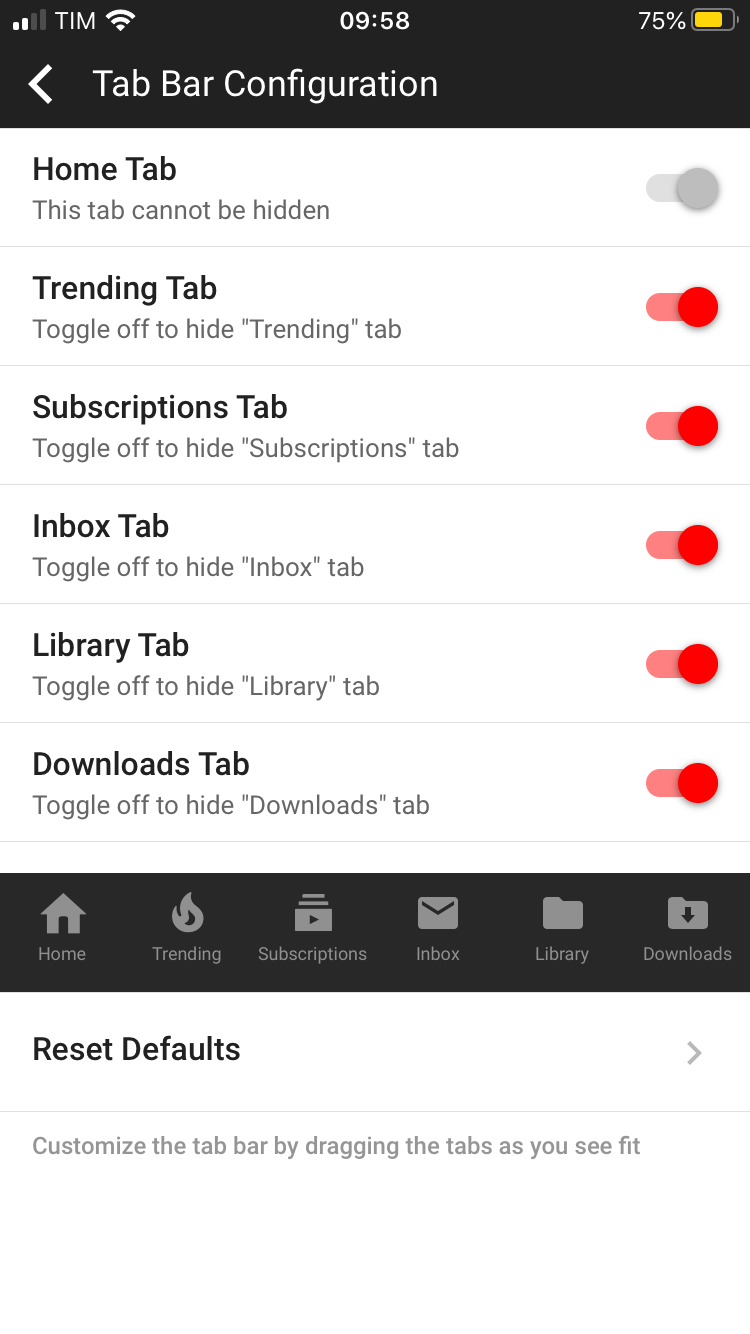 TIM 09:58 75%
Tab Bar Configuration
Home Tab
This tab cannot be hidden
Trending Tab
Toggle off to hide "Trending" tab
Subscriptions Tab
Toggle off to hide "Subscriptions" tab
Inbox Tab
Toggle off to hide "Inbox" tab
Library Tab
Toggle off to hide "Library" tab
Downloads Tab
Toggle off to hide "Downloads" tab
Home Trending Subscriptions Inbox Library Downloads
Reset Defaults
Customize the tab bar by dragging the tabs as you see fit